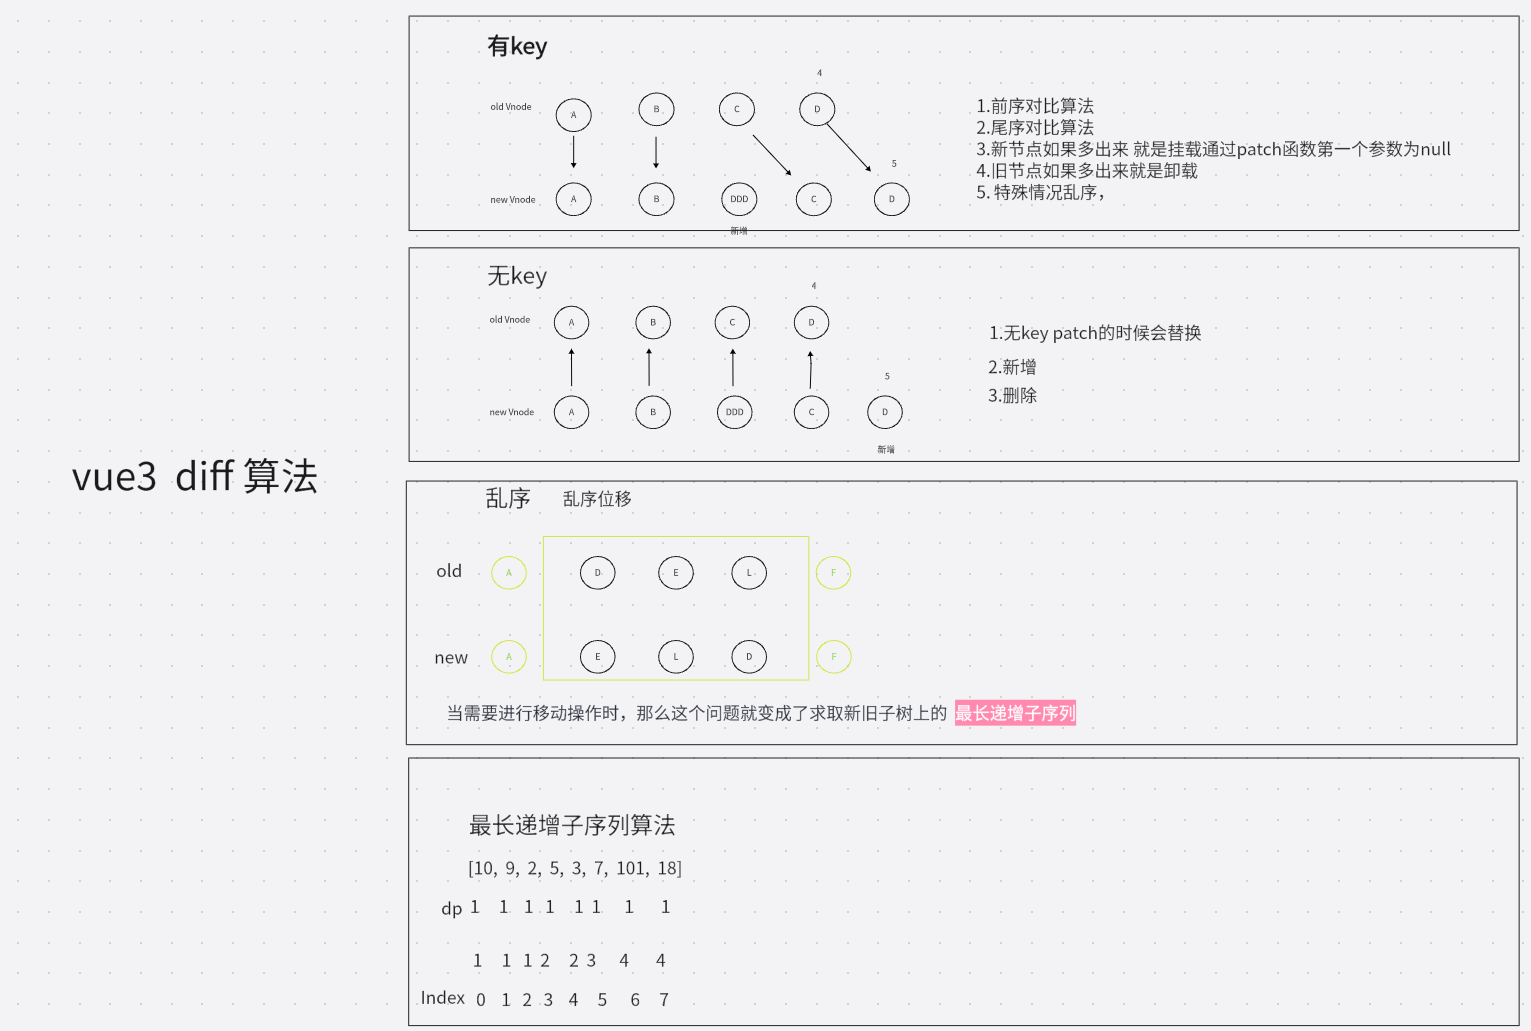 vue3 diff 算法
有key
4
old Vnode A B C D
1.前序对比算法
2.尾序对比算法
3.新节点如果多出来 就是挂载通过patch函数第一个参数为null
4.旧节点如果多出来就是卸载
5. 特殊情况乱序，
5
new Vnode A B DDD C D
新增
无key
4
old Vnode A B C D
1.无key patch的时候会替换
2.新增
3.删除
5
new Vnode A B DDD C D
新增
乱序 乱序位移
old A D E L F
new A E L D F
当需要进行移动操作时，那么这个问题就变成了求取新旧子树上的 最长递增子序列
最长递增子序列算法
[10, 9, 2, 5, 3, 7, 101, 18]
dp 1 1 1 1 1 1 1 1
1 1 1 2 2 3 4 4
Index 0 1 2 3 4 5 6 7